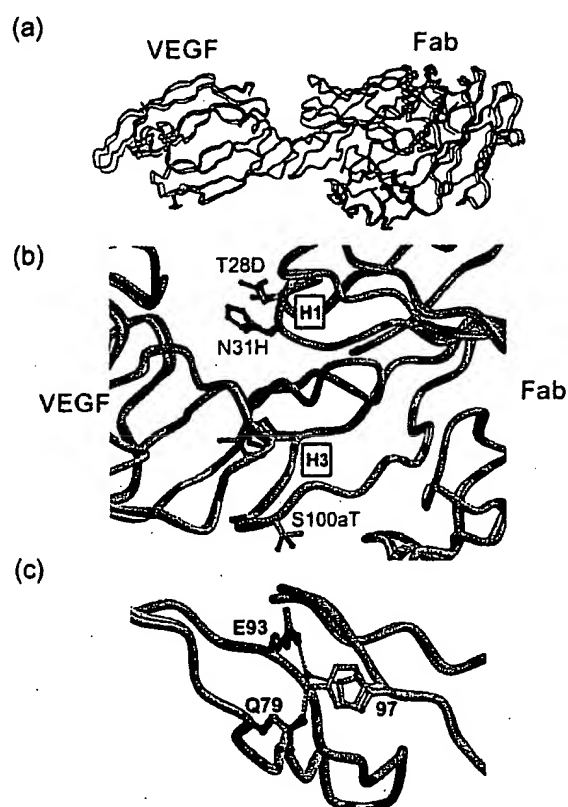 (a)
VEGF Fab
(b)
T28D
H1
N31H
VEGF Fab
H3
S100aT
(c)
E93
Q79 97